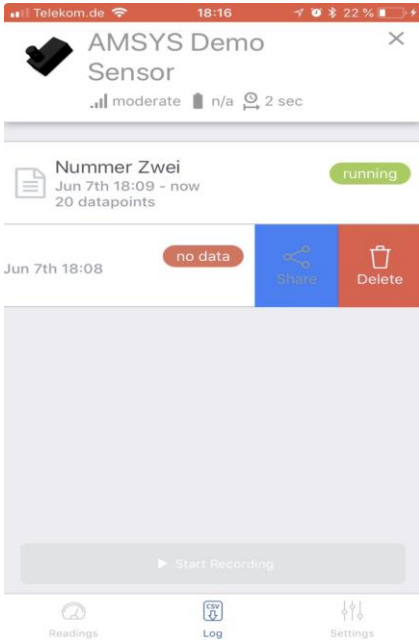 Telekom.de 18:16 22 %
AMSYS Demo
Sensor
moderate n/a 2 sec
Nummer Zwei
Jun 7th 18:09 - now
20 datapoints
running
Jun 7th 18:08
no data
Share
Delete
Start Recording
CSV
Readings
Log
Settings